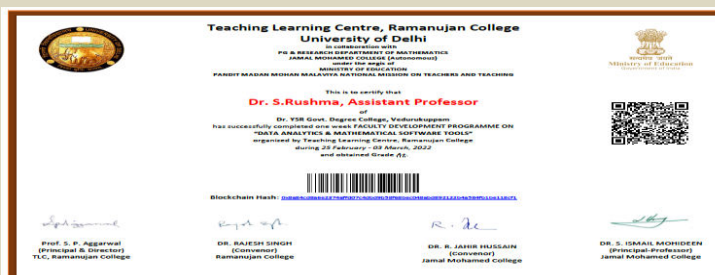 Teaching Learning Centre, Ramanujan College
University of Delhi
in collaboration with
PG & RESEARCH DEPARTMENT OF MATHEMATICS
JAMAL MOHAMED COLLEGE (Autonomous)
under the aegis of
MINISTRY OF EDUCATION
PANDIT MADAN MOHAN MALAVIYA NATIONAL MISSION ON TEACHERS AND TEACHING
सत्यमेव जयते
Ministry of Education
Government of India
This is to certify that
Dr. S.Rushma, Assistant Professor
of
Dr. YSR Govt. Degree College, Vedurukuppam
has successfully completed one week FACULTY DEVELOPMENT PROGRAMME ON
"DATA ANALYTICS & MATHEMATICAL SOFTWARE TOOLS"
organized by Teaching Learning Centre, Ramanujan College
during 25 February - 03 March, 2022
and obtained Grade
Blockchain Hash:
Prof. S. P. Aggarwal
(Principal & Director)
TLC, Ramanujan College
DR. RAJESH SINGH
(Convenor)
Ramanujan College
DR. R. JAHIR HUSSAIN
(Convenor)
Jamal Mohamed College
DR. S. ISMAIL MOHIDEEN
(Principal-Professor)
Jamal Mohamed College